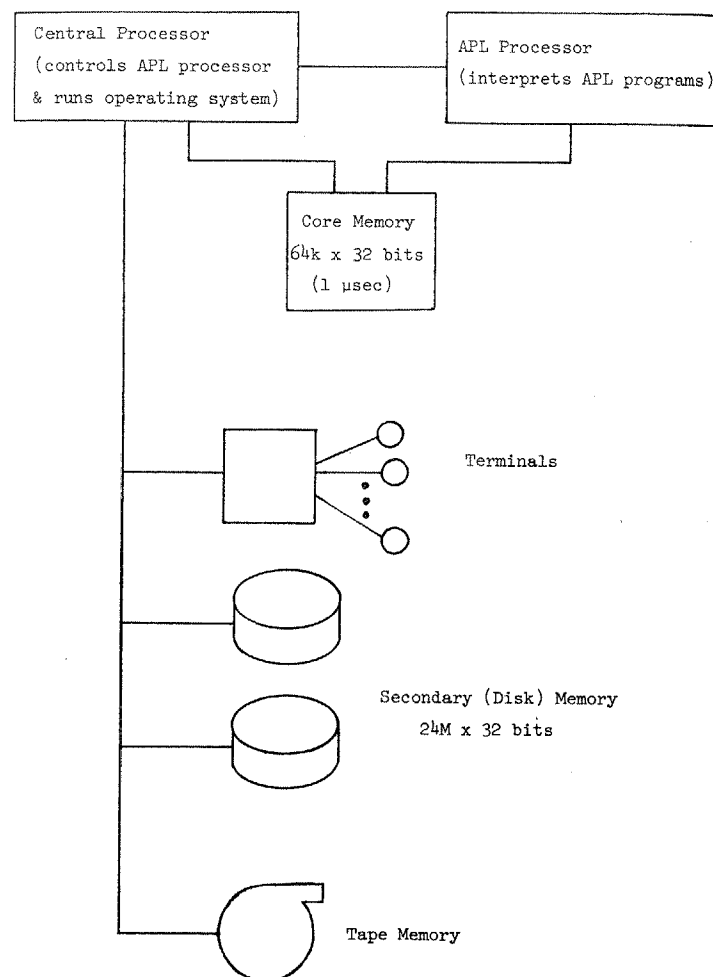 Central Processor
(controls APL processor
& runs operating system)
APL Processor
(interprets APL programs)
Core Memory
64k x 32 bits
(1 µsec)
Terminals
Secondary (Disk) Memory
24M x 32 bits
Tape Memory